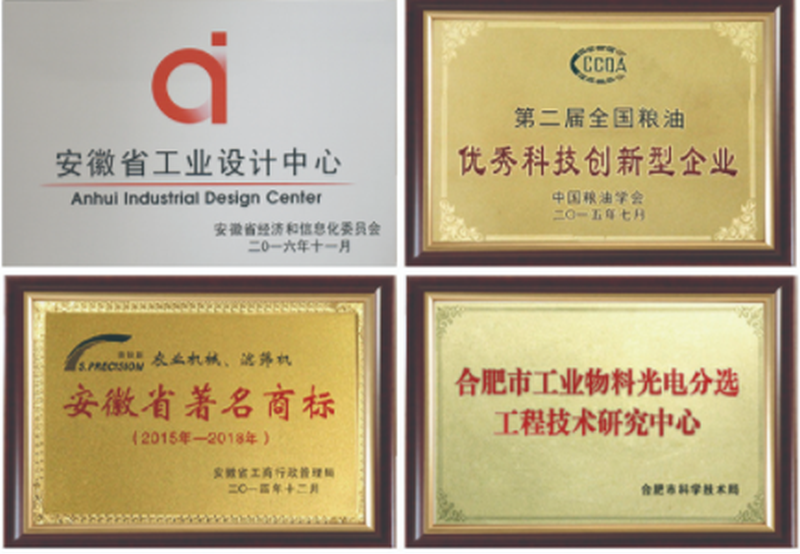 安徽省工业设计中心
Anhui Industrial Design Center
安徽省经济和信息化委员会
二〇一六年十一月
CCOA
第二届全国粮油
优秀科技创新型企业
中国粮油学会
二〇一五年七月
S.PRECISION
农业机械、滤筛机
安徽省著名商标
(2015年—2018年)
安徽省工商行政管理局
二〇一四年十二月
合肥市工业物料光电分选
工程技术研究中心
合肥市科学技术局